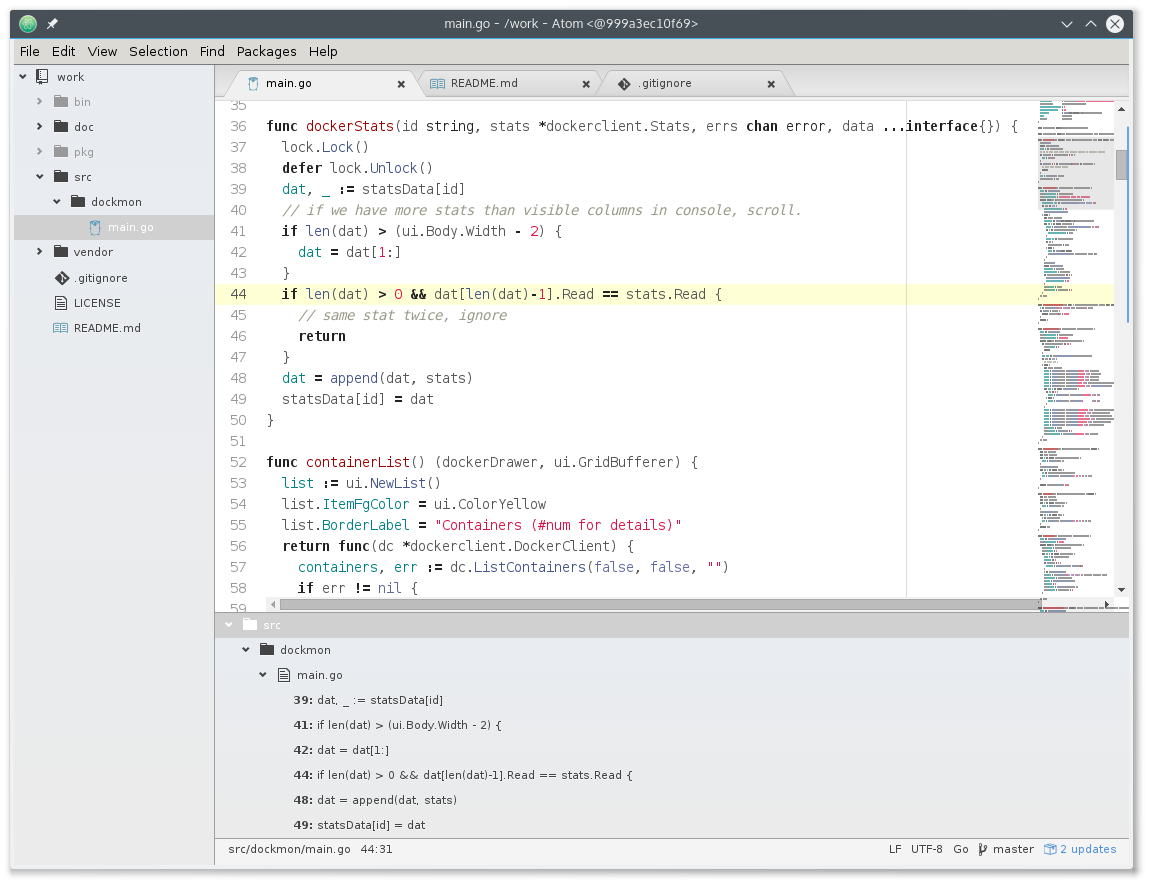 main.go – /work – Atom <@999a3ec10f69>
File Edit View Selection Find Packages Help
work
bin
doc
pkg
src
dockmon
main.go
vendor
.gitignore
LICENSE
README.md
main.go README.md .gitignore
35
36 func dockerStats(id string, stats *dockerclient.Stats, errs chan error, data ...interface{}) {
37 lock.Lock()
38 defer lock.Unlock()
39 dat, _ := statsData[id]
40 // if we have more stats than visible columns in console, scroll.
41 if len(dat) > (ui.Body.Width - 2) {
42 dat = dat[1:]
43 }
44 if len(dat) > 0 && dat[len(dat)-1].Read == stats.Read {
45 // same stat twice, ignore
46 return
47 }
48 dat = append(dat, stats)
49 statsData[id] = dat
50 }
51
52 func containerList() (dockerDrawer, ui.GridBufferer) {
53 list := ui.NewList()
54 list.ItemFgColor = ui.ColorYellow
55 list.BorderLabel = "Containers (#num for details)"
56 return func(dc *dockerclient.DockerClient) {
57 containers, err := dc.ListContainers(false, false, "")
58 if err != nil {
59
src
dockmon
main.go
39: dat, _ := statsData[id]
41: if len(dat) > (ui.Body.Width - 2) {
42: dat = dat[1:]
44: if len(dat) > 0 && dat[len(dat)-1].Read == stats.Read {
48: dat = append(dat, stats)
49: statsData[id] = dat
src/dockmon/main.go 44:31 LF UTF-8 Go master 2 updates